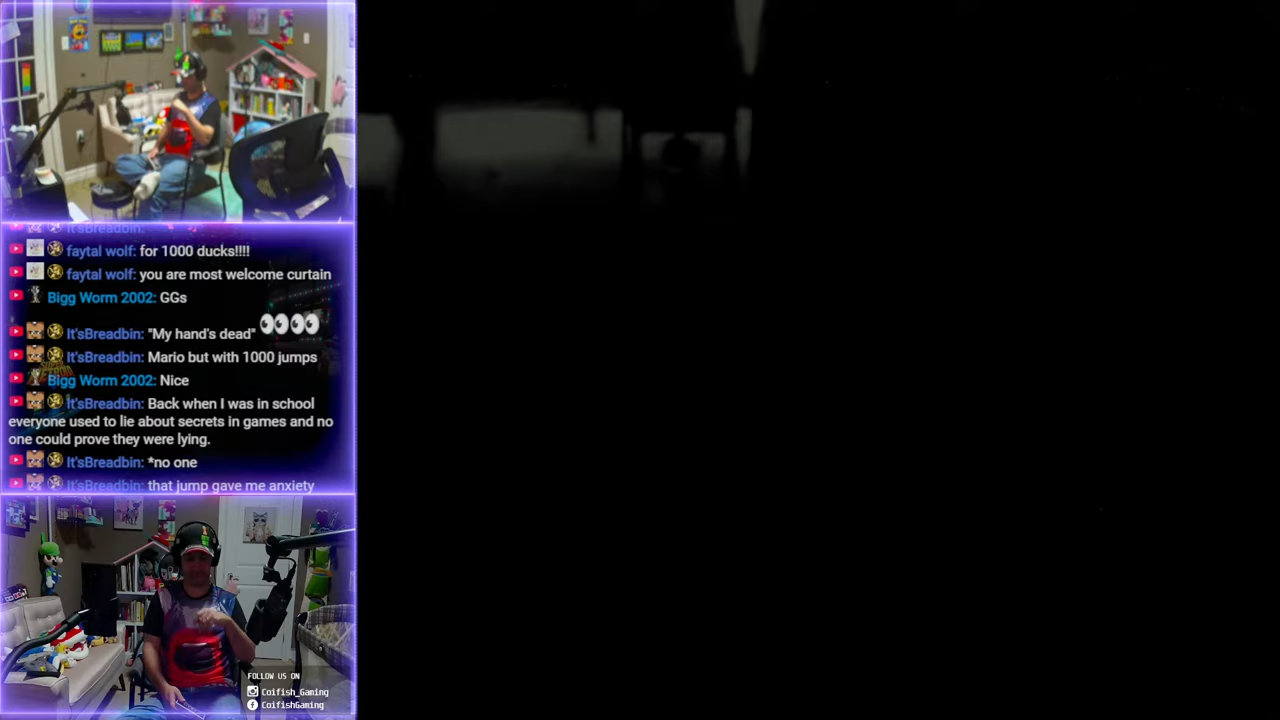 It'sBreadbin:
faytal wolf: for 1000 ducks!!!!
faytal wolf: you are most welcome curtain
Bigg Worm 2002: GGs
It'sBreadbin: "My hand's dead"
It'sBreadbin: Mario but with 1000 jumps
Bigg Worm 2002: Nice
It'sBreadbin: Back when I was in school
everyone used to lie about secrets in games and no
one could prove they were lying.
It'sBreadbin: *no one
It'sBreadbin: that jump gave me anxiety
FOLLOW US ON
Coifish_Gaming
CoifishGaming